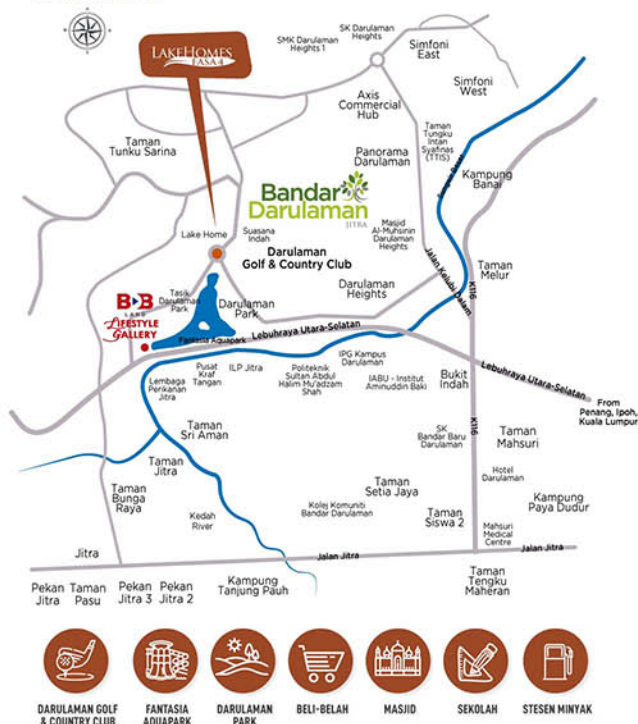 LAKEHOMES
FASA 4
SMK Darulaman
Heights 1
SK Darulaman
Heights
Simfoni
East
Simfoni
West
Axis
Commercial
Hub
Taman
Tunku Sarina
Taman
Tungku
Intan
Syafinas
(TTIS)
Panorama
Darulaman
Kampung
Banai
Bandar
Darulaman
JITRA
Lake Home
Suasana
Indah
Masjid
Al-Muhsinin
Darulaman
Heights
Darulaman
Golf & Country Club
Jalan Kelubi Dalam
Taman
Melur
K116
Darulaman
Heights
BDB
LAND
LIFESTYLE
GALLERY
Tasik
Darulaman
Park
Darulaman
Park
Fantasia Aquapark
Lebuhraya Utara-Selatan
Lebuhraya Utara-Selatan
From
Penang, Ipoh,
Kuala Lumpur
Lembaga
Perikanan
Jitra
Pusat
Kraf
Tangan
ILP Jitra
Politeknik
Sultan Abdul
Halim Mu'adzam
Shah
IPG Kampus
Darulaman
IABU - Institut
Aminuddin Baki
Bukit
Indah
K116
Taman
Sri Aman
SK
Bandar Baru
Darulaman
Taman
Mahsuri
Taman
Jitra
Hotel
Darulaman
Taman
Bunga
Raya
Taman
Setia Jaya
Kampung
Paya Dudur
Kedah
River
Kolej Komuniti
Bandar Darulaman
Taman
Siswa 2
Mahsuri
Medical
Centre
Jitra
Jalan Jitra
Jalan Jitra
Pekan
Jitra
Taman
Pasu
Pekan
Jitra 3
Pekan
Jitra 2
Kampung
Tanjung Pauh
Taman
Tengku
Maheran
DARULAMAN GOLF
& COUNTRY CLUB
FANTASIA
AQUAPARK
DARULAMAN
PARK
BELI-BELAH
MASJID
SEKOLAH
STESEN MINYAK